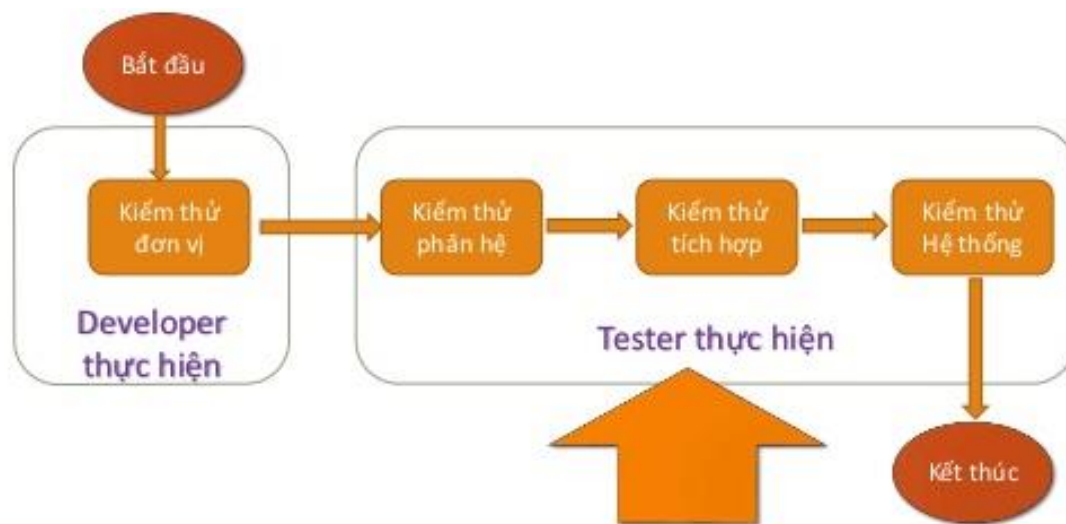 Bắt đầu
Kiểm thử
đơn vị
Kiểm thử
phân hệ
Kiểm thử
tích hợp
Kiểm thử
Hệ thống
Developer
thực hiện
Tester thực hiện
Kết thúc